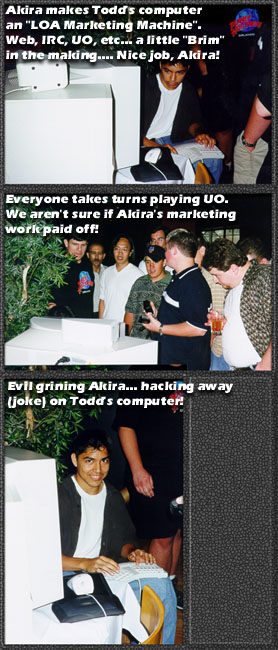 Akira makes Todd's computer
an "LOA Marketing Machine".
Web, IRC, UO, etc... a little "Brim"
in the making.... Nice job, Akira!
Everyone takes turns playing UO.
We aren't sure if Akira's marketing
work paid off!
Evil grining Akira... hacking away
(joke) on Todd's computer!